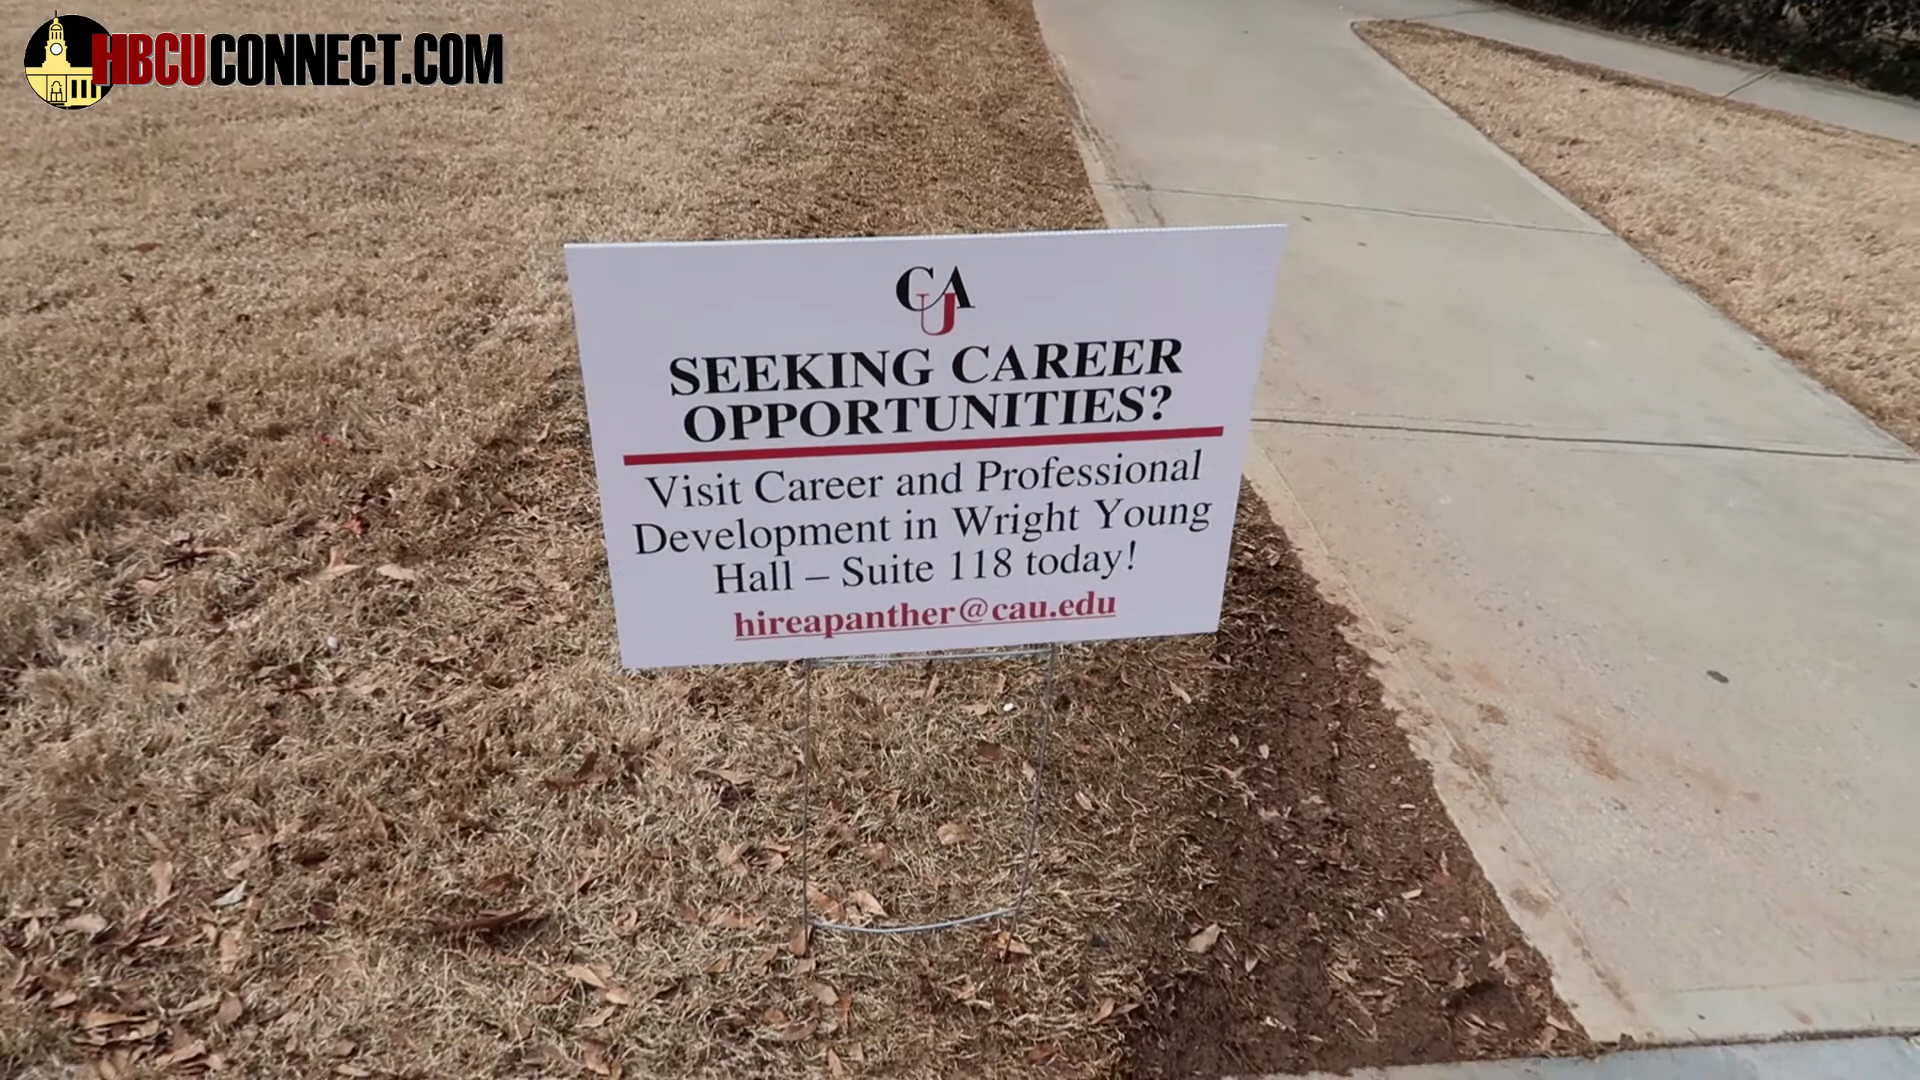 HBCUCONNECT.COM
CAU
SEEKING CAREER
OPPORTUNITIES?
Visit Career and Professional
Development in Wright Young
Hall – Suite 118 today!
hireapanther@cau.edu